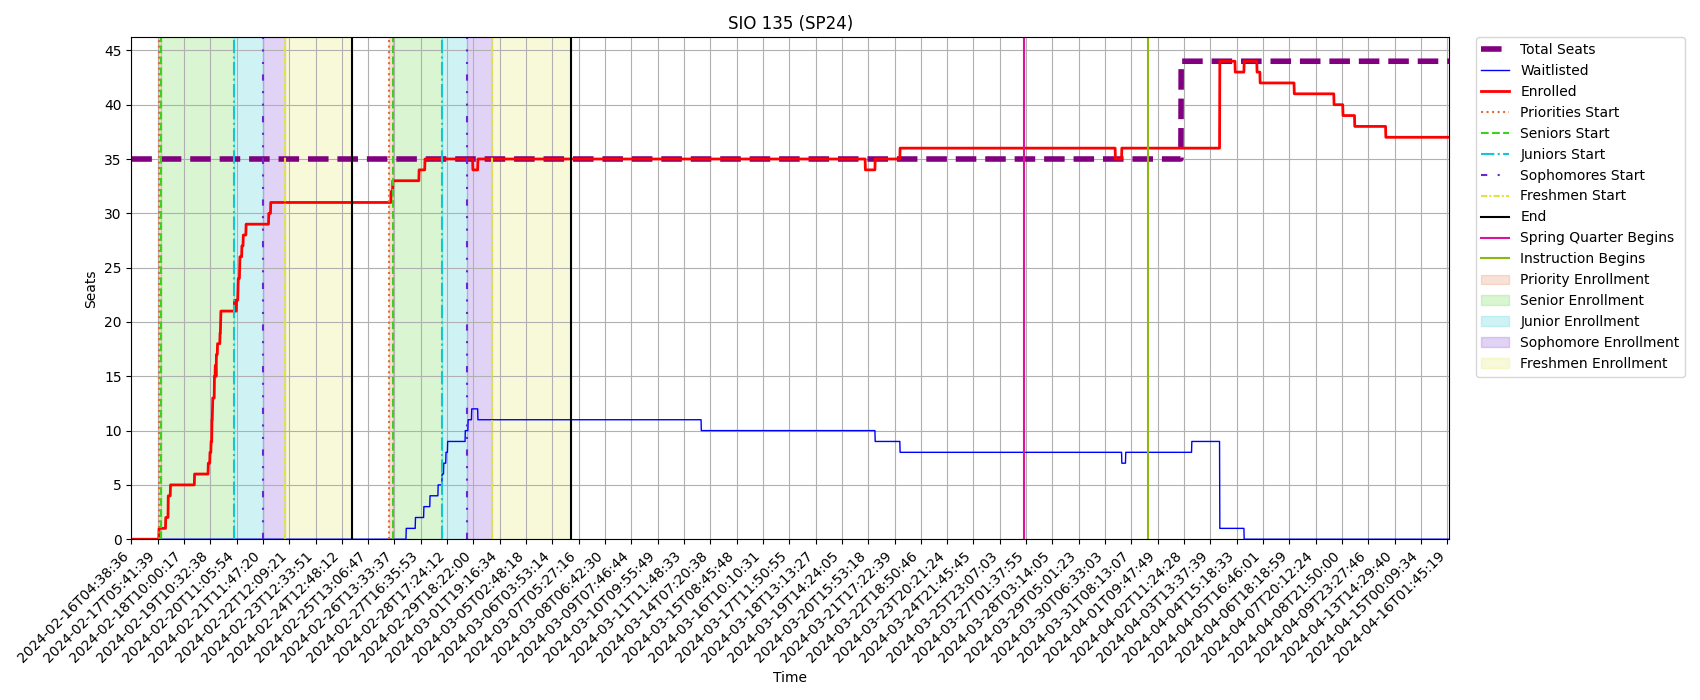 SIO 135 (SP24)
Seats
45
40
35
30
25
20
15
10
5
0
2024-02-16T04:38:36
2024-02-17T05:41:39
2024-02-18T10:00:17
2024-02-19T10:32:38
2024-02-20T11:05:54
2024-02-21T11:47:20
2024-02-22T12:09:21
2024-02-23T12:33:51
2024-02-24T12:48:12
2024-02-25T13:06:47
2024-02-26T13:33:37
2024-02-27T16:35:53
2024-02-28T17:24:12
2024-02-29T18:22:00
2024-03-01T19:16:34
2024-03-05T02:48:18
2024-03-06T03:53:14
2024-03-07T05:27:16
2024-03-08T06:42:30
2024-03-09T07:46:44
2024-03-10T09:55:49
2024-03-11T11:48:33
2024-03-14T07:20:38
2024-03-15T08:45:48
2024-03-16T10:10:31
2024-03-17T11:50:55
2024-03-18T13:13:27
2024-03-19T14:24:05
2024-03-20T15:53:18
2024-03-21T17:22:39
2024-03-22T18:50:46
2024-03-23T20:21:24
2024-03-24T21:45:45
2024-03-25T23:07:03
2024-03-27T01:37:55
2024-03-28T03:14:05
2024-03-29T05:01:23
2024-03-30T06:33:03
2024-03-31T08:13:07
2024-04-01T09:47:49
2024-04-02T11:24:28
2024-04-03T13:37:39
2024-04-04T15:18:33
2024-04-05T16:46:01
2024-04-06T18:18:59
2024-04-07T20:12:24
2024-04-08T21:50:00
2024-04-09T23:27:46
2024-04-13T14:29:40
2024-04-15T00:09:34
2024-04-16T01:45:19
Time
Total Seats
Waitlisted
Enrolled
Priorities Start
Seniors Start
Juniors Start
Sophomores Start
Freshmen Start
End
Spring Quarter Begins
Instruction Begins
Priority Enrollment
Senior Enrollment
Junior Enrollment
Sophomore Enrollment
Freshmen Enrollment